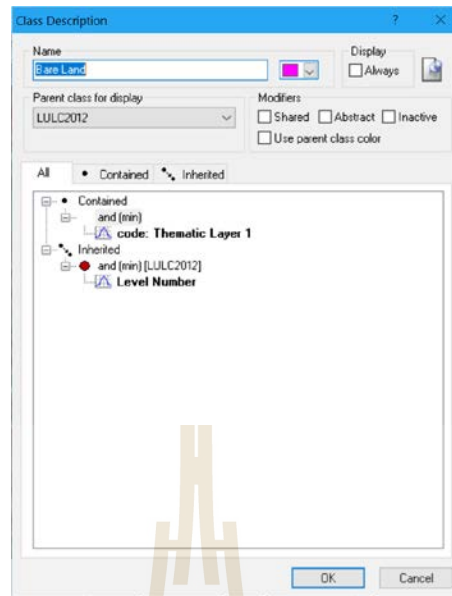 Class Description ? ×
Name
Bare Land
Display
Always
Parent class for display
LULC2012
Modifiers
Shared Abstract Inactive
Use parent class color
All • Contained Inherited
• Contained
and (min)
code: Thematic Layer 1
Inherited
and (min) [LULC2012]
Level Number
OK Cancel